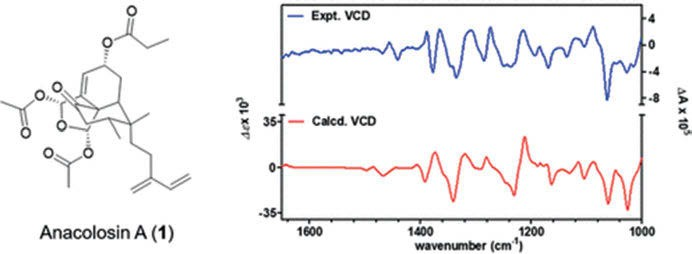 O
O
O
O
O
O
O
O
O
Anacolosin A (1)
Expt. VCD
Calcd. VCD
4
0
-4
-8
ΔA x 10⁵
35
0
-35
Δε x 10³
1600
1400
1200
1000
wavenumber (cm⁻¹)